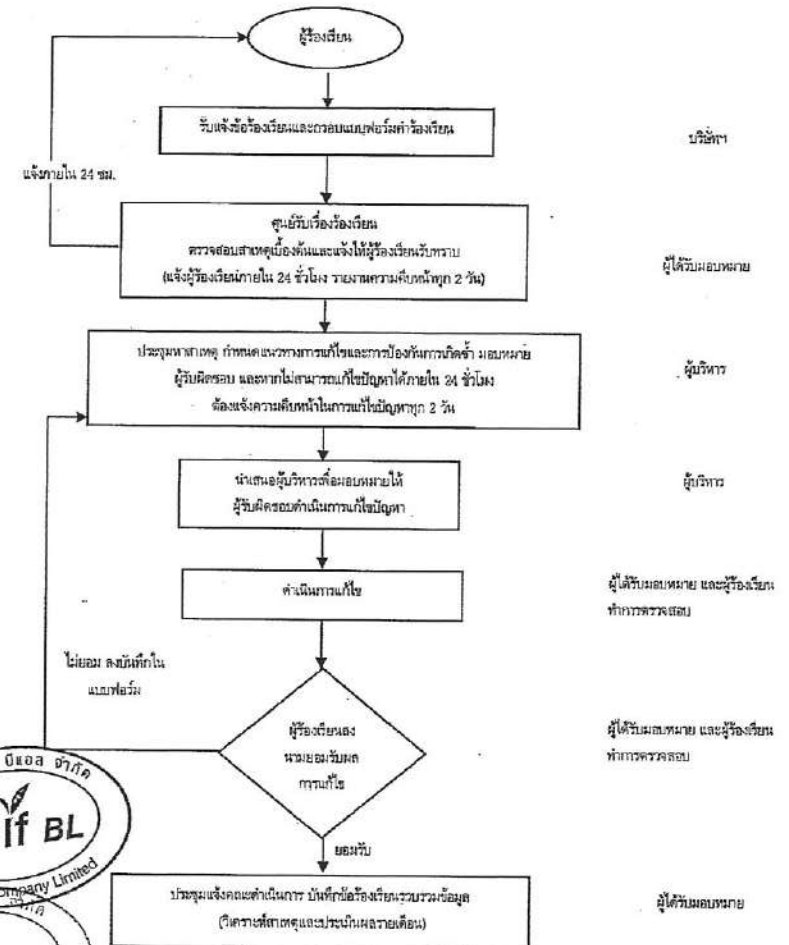 ผู้ร้องเรียน
รับแจ้งข้อร้องเรียนและกรอบแบบฟอร์มคำร้องเรียน
บริษัทฯ
แจ้งภายใน 24 ชม.
ศูนย์รับเรื่องร้องเรียน
ตรวจสอบสาเหตุเบื้องต้นและแจ้งให้ผู้ร้องเรียนรับทราบ
(แจ้งผู้ร้องเรียนภายใน 24 ชั่วโมง รายงานความคืบหน้าทุก 2 วัน)
ผู้ได้รับมอบหมาย
ประชุมหาสาเหตุ กำหนดแนวทางการแก้ไขและการป้องกันการเกิดซ้ำ มอบหมาย
ผู้รับผิดชอบ และหากไม่สามารถแก้ไขปัญหาได้ภายใน 24 ชั่วโมง
ต้องแจ้งความคืบหน้าในการแก้ไขปัญหาทุก 2 วัน
ผู้บริหาร
นำเสนอผู้บริหารเพื่อมอบหมายให้
ผู้รับผิดชอบดำเนินการแก้ไขปัญหา
ผู้บริหาร
ดำเนินการแก้ไข
ผู้ได้รับมอบหมาย และผู้ร้องเรียน
ทำการตรวจสอบ
ไม่ยอม ลงบันทึกใน
แบบฟอร์ม
ผู้ร้องเรียนลง
นามยอมรับผล
การแก้ไข
ผู้ได้รับมอบหมาย และผู้ร้องเรียน
ทำการตรวจสอบ
บีแอล จำกัด
lf BL
Company Limited
ยอมรับ
ประชุมแจ้งคณะดำเนินการ บันทึกข้อร้องเรียนรวบรวมข้อมูล
(วิเคราะห์สาเหตุและประเมินผลรายเดือน)
ผู้ได้รับมอบหมาย